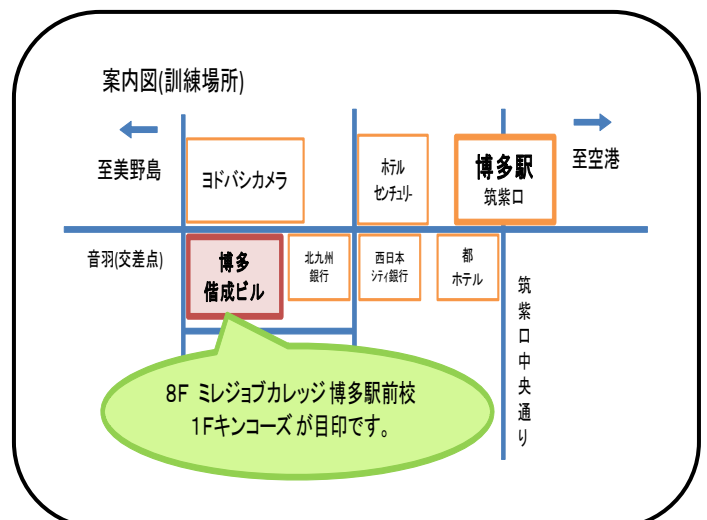 案内図(訓練場所)
至美野島
ヨドバシカメラ
ホテル
センチュリー
博多駅
筑紫口
至空港
音羽(交差点)
博多
偕成ビル
北九州
銀行
西日本
シティ銀行
都
ホテル
筑紫口中央通り
8F ミレジョブカレッジ博多駅前校
1Fキンコーズが目印です。